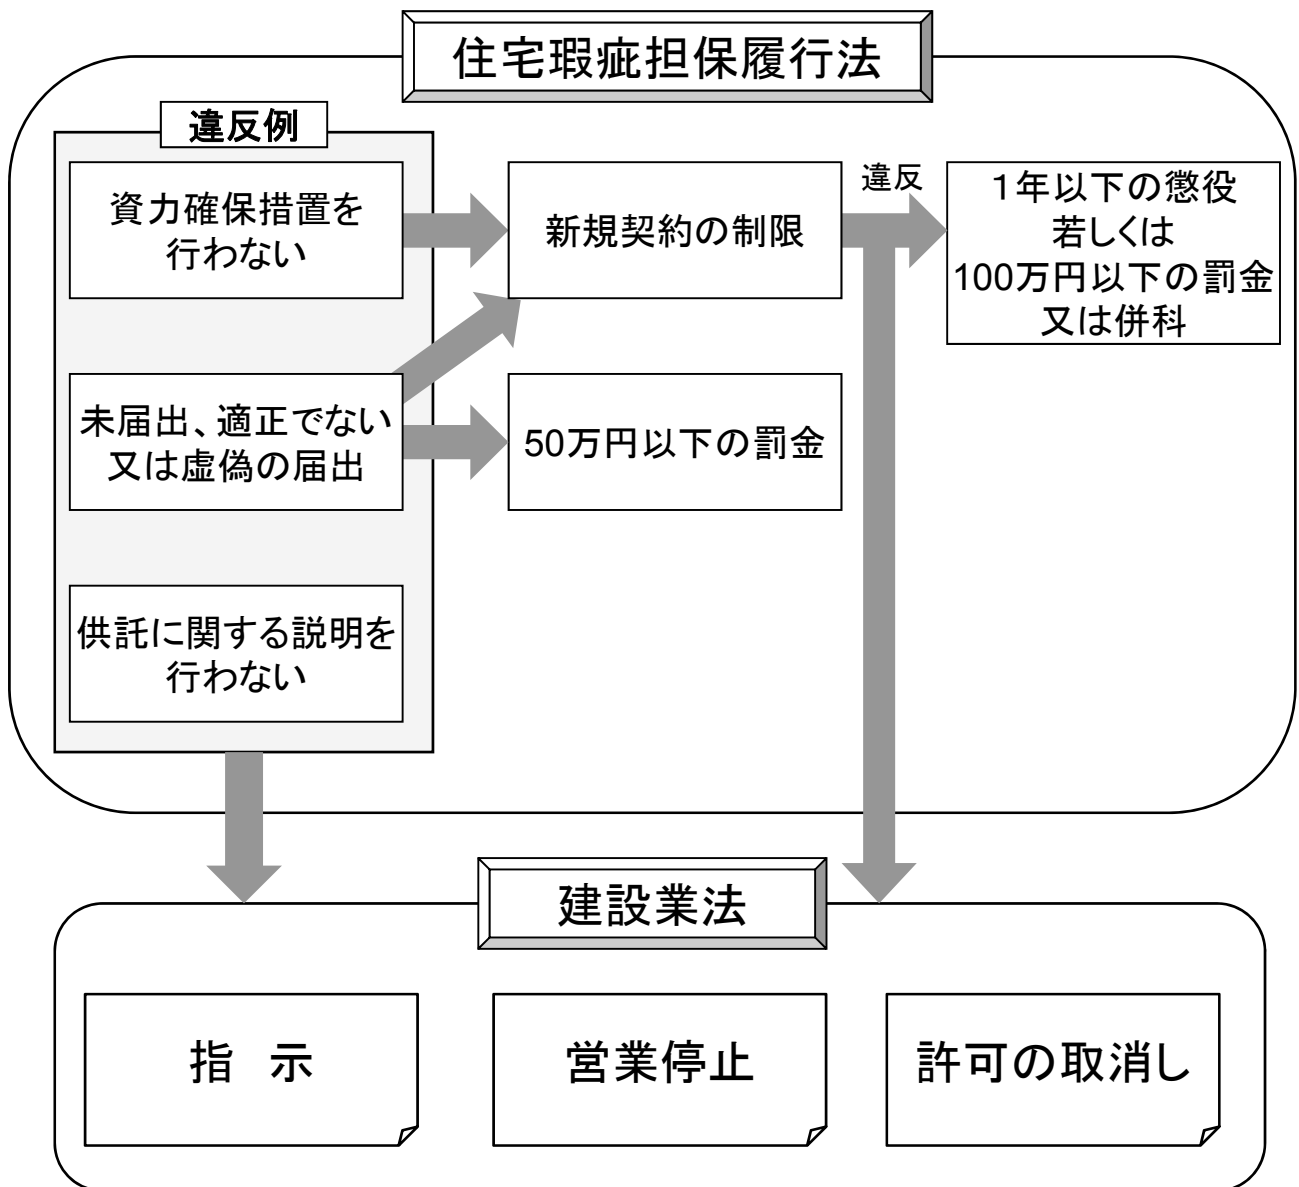 住宅瑕疵担保履行法
違反例
資力確保措置を
行わない
新規契約の制限
違反
１年以下の懲役
若しくは
100万円以下の罰金
又は併科
未届出、適正でない
又は虚偽の届出
50万円以下の罰金
供託に関する説明を
行わない
建設業法
指　示
営業停止
許可の取消し